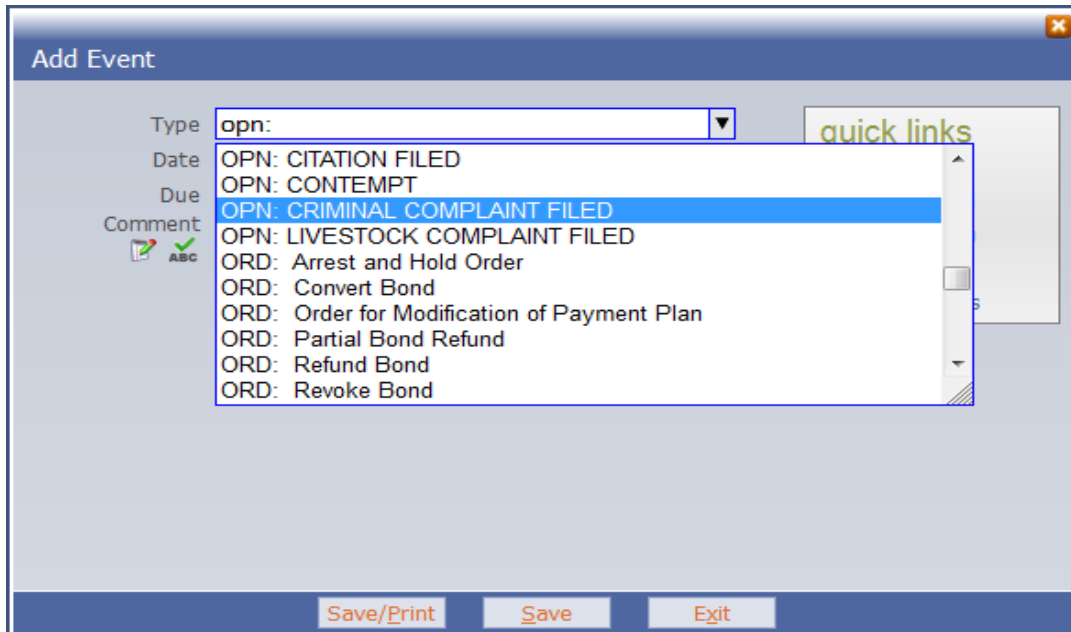 Add Event
Type opn:
quick links
Date
Due
Comment
ABC
OPN: CITATION FILED
OPN: CONTEMPT
OPN: CRIMINAL COMPLAINT FILED
OPN: LIVESTOCK COMPLAINT FILED
ORD:  Arrest and Hold Order
ORD:  Convert Bond
ORD:  Order for Modification of Payment Plan
ORD:  Partial Bond Refund
ORD:  Refund Bond
ORD:  Revoke Bond
Save/Print Save Exit